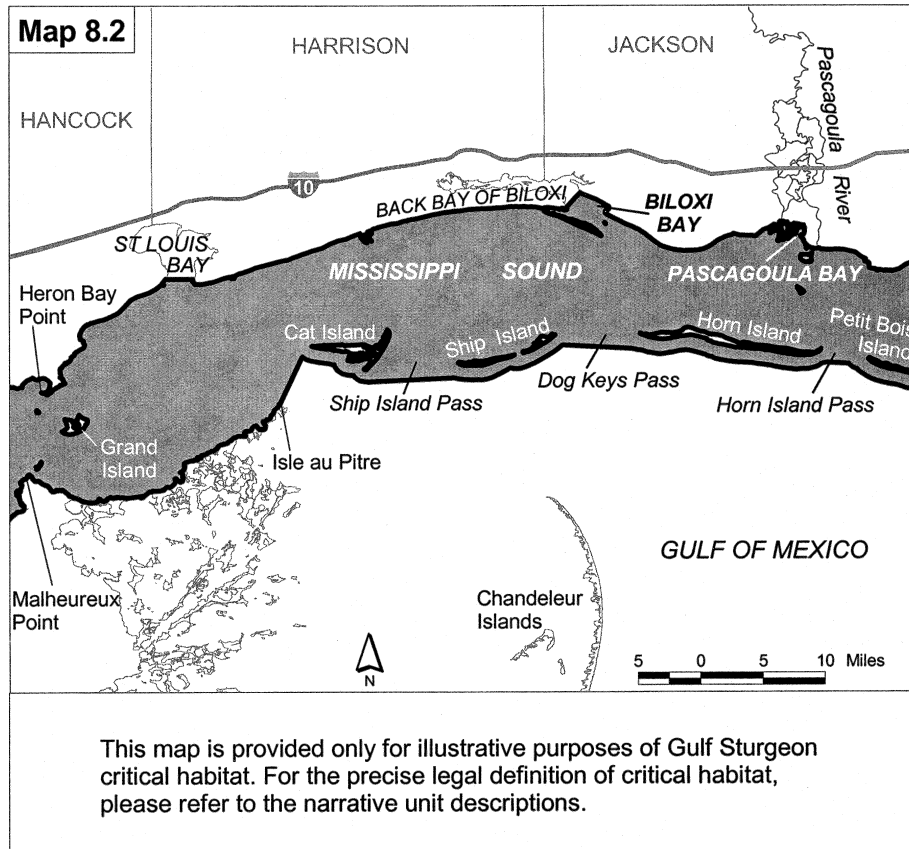 Map 8.2
HARRISON
JACKSON
HANCOCK
Pascagoula
River
10
BACK BAY OF BILOXI
BILOXI
BAY
ST LOUIS
BAY
MISSISSIPPI SOUND
PASCAGOULA BAY
Heron Bay
Point
Cat Island
Ship Island
Horn Island
Petit Bois
Island
Ship Island Pass
Dog Keys Pass
Horn Island Pass
Grand
Island
Isle au Pitre
GULF OF MEXICO
Malheureux
Point
Chandeleur
Islands
N
5 0 5 10 Miles
This map is provided only for illustrative purposes of Gulf Sturgeon
critical habitat. For the precise legal definition of critical habitat,
please refer to the narrative unit descriptions.